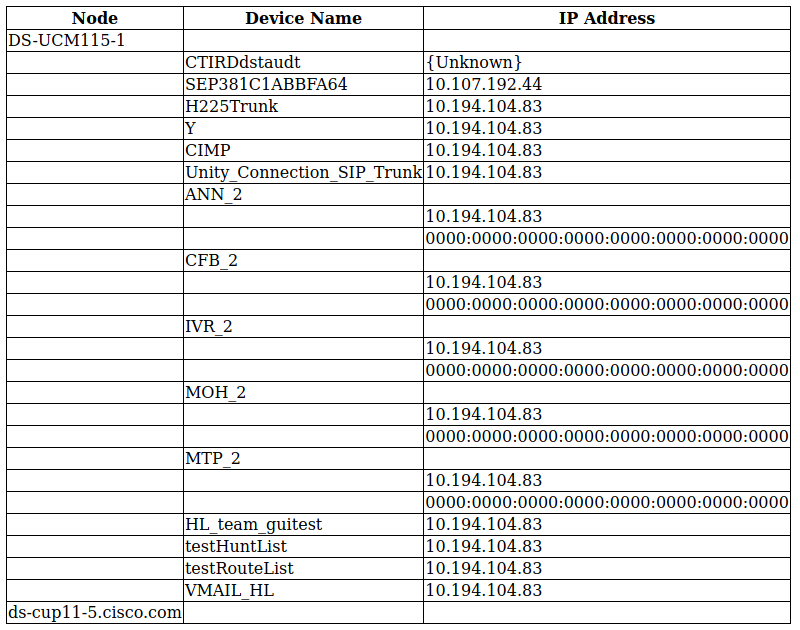 Node Device Name IP Address
DS-UCM115-1
CTIRDdstaudt {Unknown}
SEP381C1ABBFA64 10.107.192.44
H225Trunk 10.194.104.83
Y 10.194.104.83
CIMP 10.194.104.83
Unity_Connection_SIP_Trunk 10.194.104.83
ANN_2
10.194.104.83
0000:0000:0000:0000:0000:0000:0000:0000
CFB_2
10.194.104.83
0000:0000:0000:0000:0000:0000:0000:0000
IVR_2
10.194.104.83
0000:0000:0000:0000:0000:0000:0000:0000
MOH_2
10.194.104.83
0000:0000:0000:0000:0000:0000:0000:0000
MTP_2
10.194.104.83
0000:0000:0000:0000:0000:0000:0000:0000
HL_team_guitest 10.194.104.83
testHuntList 10.194.104.83
testRouteList 10.194.104.83
VMAIL_HL 10.194.104.83
ds-cup11-5.cisco.com